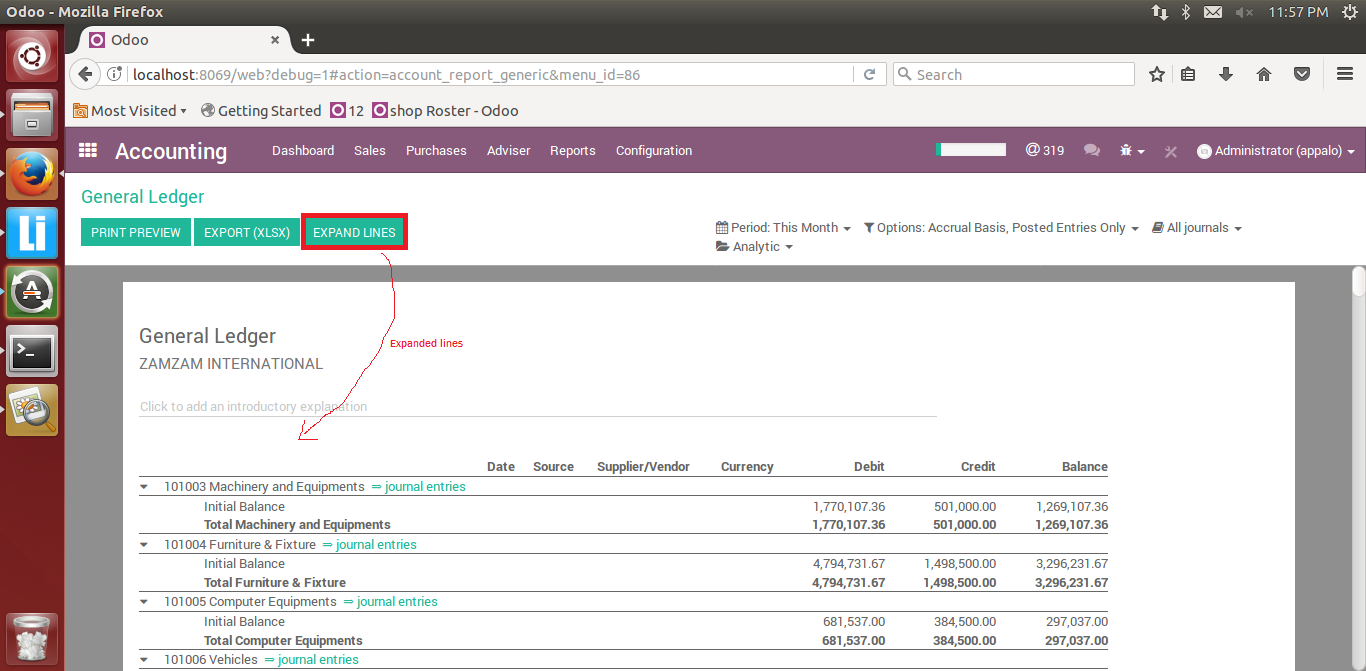 Odoo - Mozilla Firefox
11:57 PM
Odoo
localhost:8069/web?debug=1#action=account_report_generic&menu_id=86
Search
Most Visited
Getting Started
12
shop Roster - Odoo
Accounting
Dashboard
Sales
Purchases
Adviser
Reports
Configuration
@ 319
Administrator (appalo)
General Ledger
PRINT PREVIEW
EXPORT (XLSX)
EXPAND LINES
Period: This Month
Options: Accrual Basis, Posted Entries Only
All journals
Analytic
General Ledger
Expanded lines
ZAMZAM INTERNATIONAL
Click to add an introductory explanation
Date Source Supplier/Vendor Currency Debit Credit Balance
101003 Machinery and Equipments ⇒ journal entries
Initial Balance 1,770,107.36 501,000.00 1,269,107.36
Total Machinery and Equipments 1,770,107.36 501,000.00 1,269,107.36
101004 Furniture & Fixture ⇒ journal entries
Initial Balance 4,794,731.67 1,498,500.00 3,296,231.67
Total Furniture & Fixture 4,794,731.67 1,498,500.00 3,296,231.67
101005 Computer Equipments ⇒ journal entries
Initial Balance 681,537.00 384,500.00 297,037.00
Total Computer Equipments 681,537.00 384,500.00 297,037.00
101006 Vehicles ⇒ journal entries